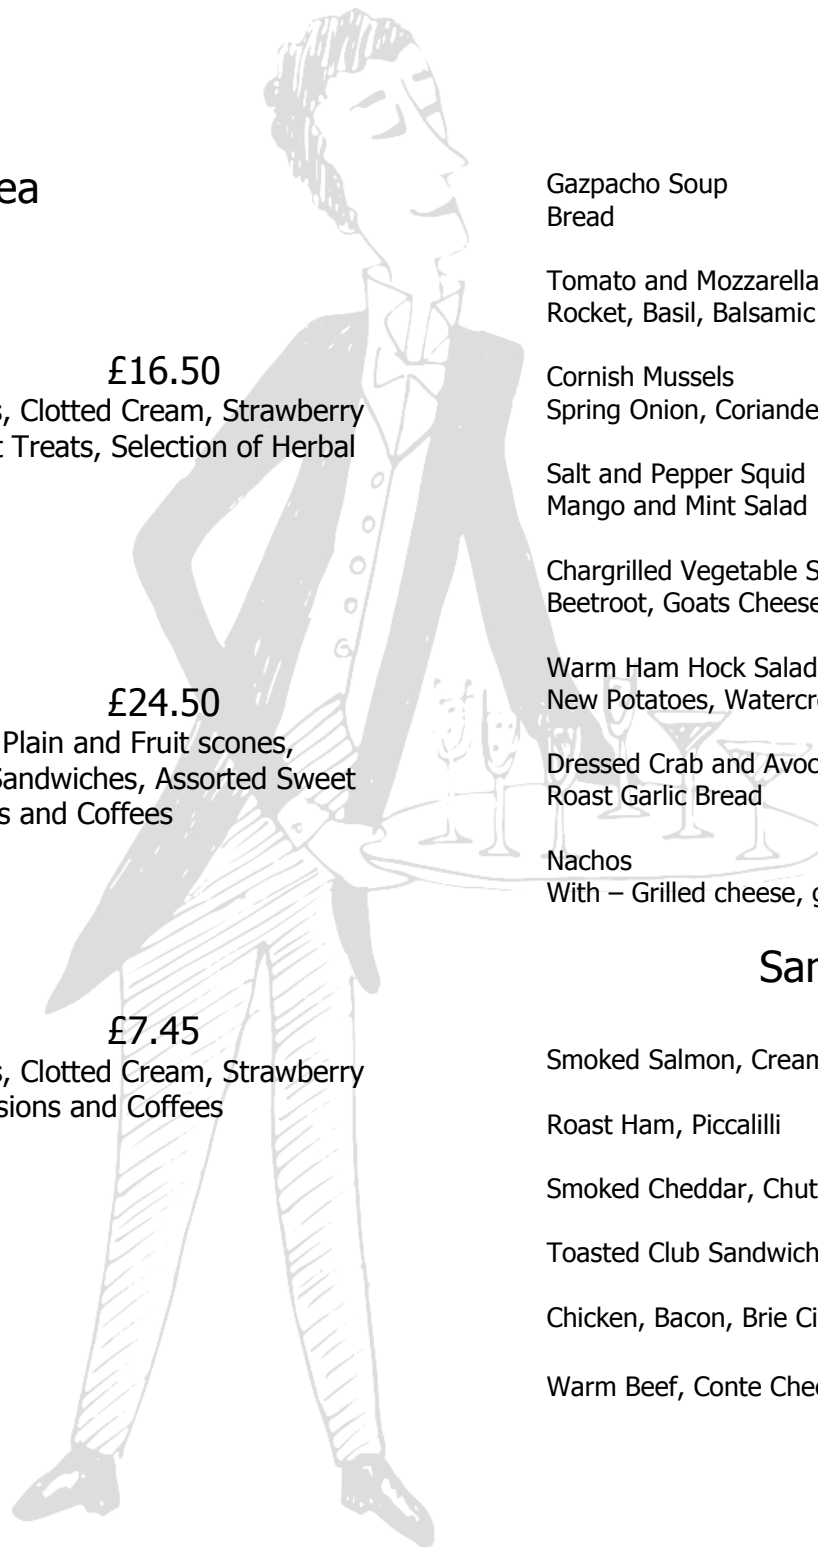 ea
£16.50
s, Clotted Cream, Strawberry
t Treats, Selection of Herbal
£24.50
Plain and Fruit scones,
Sandwiches, Assorted Sweet
s and Coffees
£7.45
s, Clotted Cream, Strawberry
sions and Coffees
Gazpacho Soup
Bread
Tomato and Mozzarella
Rocket, Basil, Balsamic
Cornish Mussels
Spring Onion, Coriande
Salt and Pepper Squid
Mango and Mint Salad
Chargrilled Vegetable S
Beetroot, Goats Cheese
Warm Ham Hock Salad
New Potatoes, Watercr
Dressed Crab and Avoc
Roast Garlic Bread
Nachos
With – Grilled cheese, g
San
Smoked Salmon, Cream
Roast Ham, Piccalilli
Smoked Cheddar, Chut
Toasted Club Sandwich
Chicken, Bacon, Brie Ci
Warm Beef, Conte Che